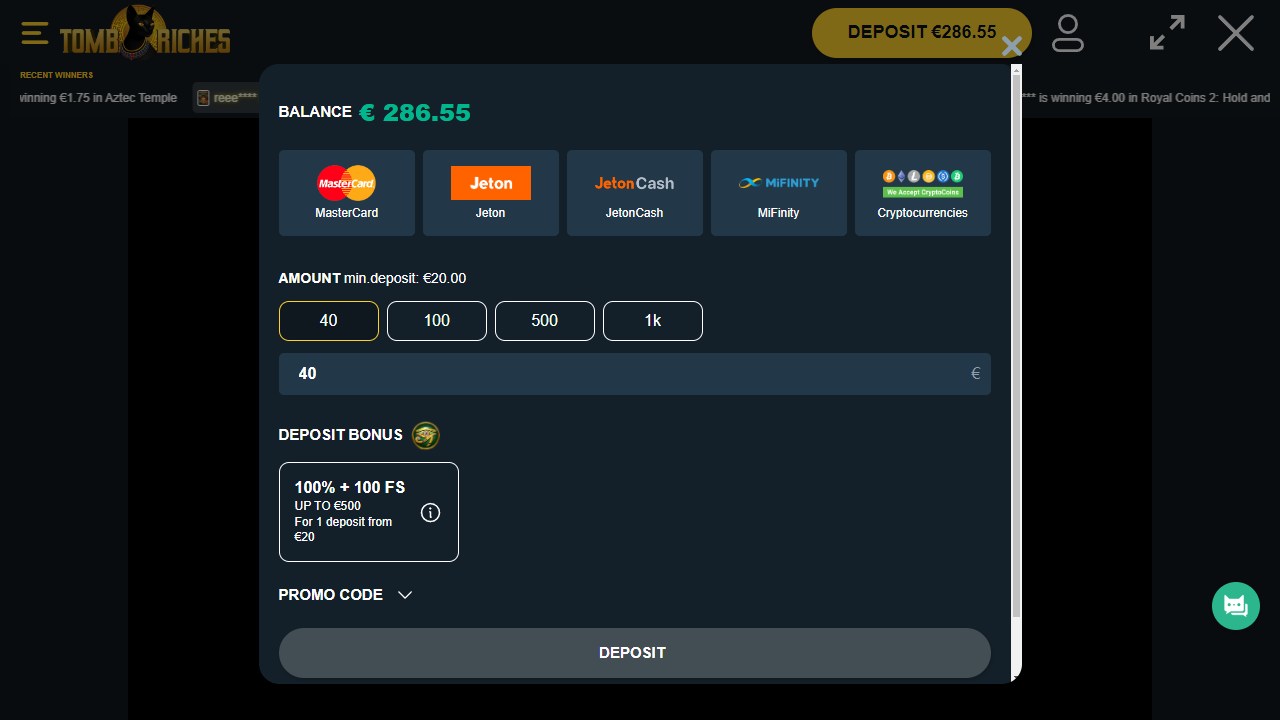 TOMB RICHES
DEPOSIT €286.55
RECENT WINNERS
winning €1.75 in Aztec Temple
reee****
*** is winning €4.00 in Royal Coins 2: Hold and
BALANCE € 286.55
MasterCard
Jeton
JetonCash
MiFINITY
We Accept CryptoCoins
MasterCard
Jeton
JetonCash
MiFinity
Cryptocurrencies
AMOUNT min.deposit: €20.00
40
100
500
1k
40 €
DEPOSIT BONUS
100% + 100 FS
UP TO €500
For 1 deposit from
€20
PROMO CODE
DEPOSIT